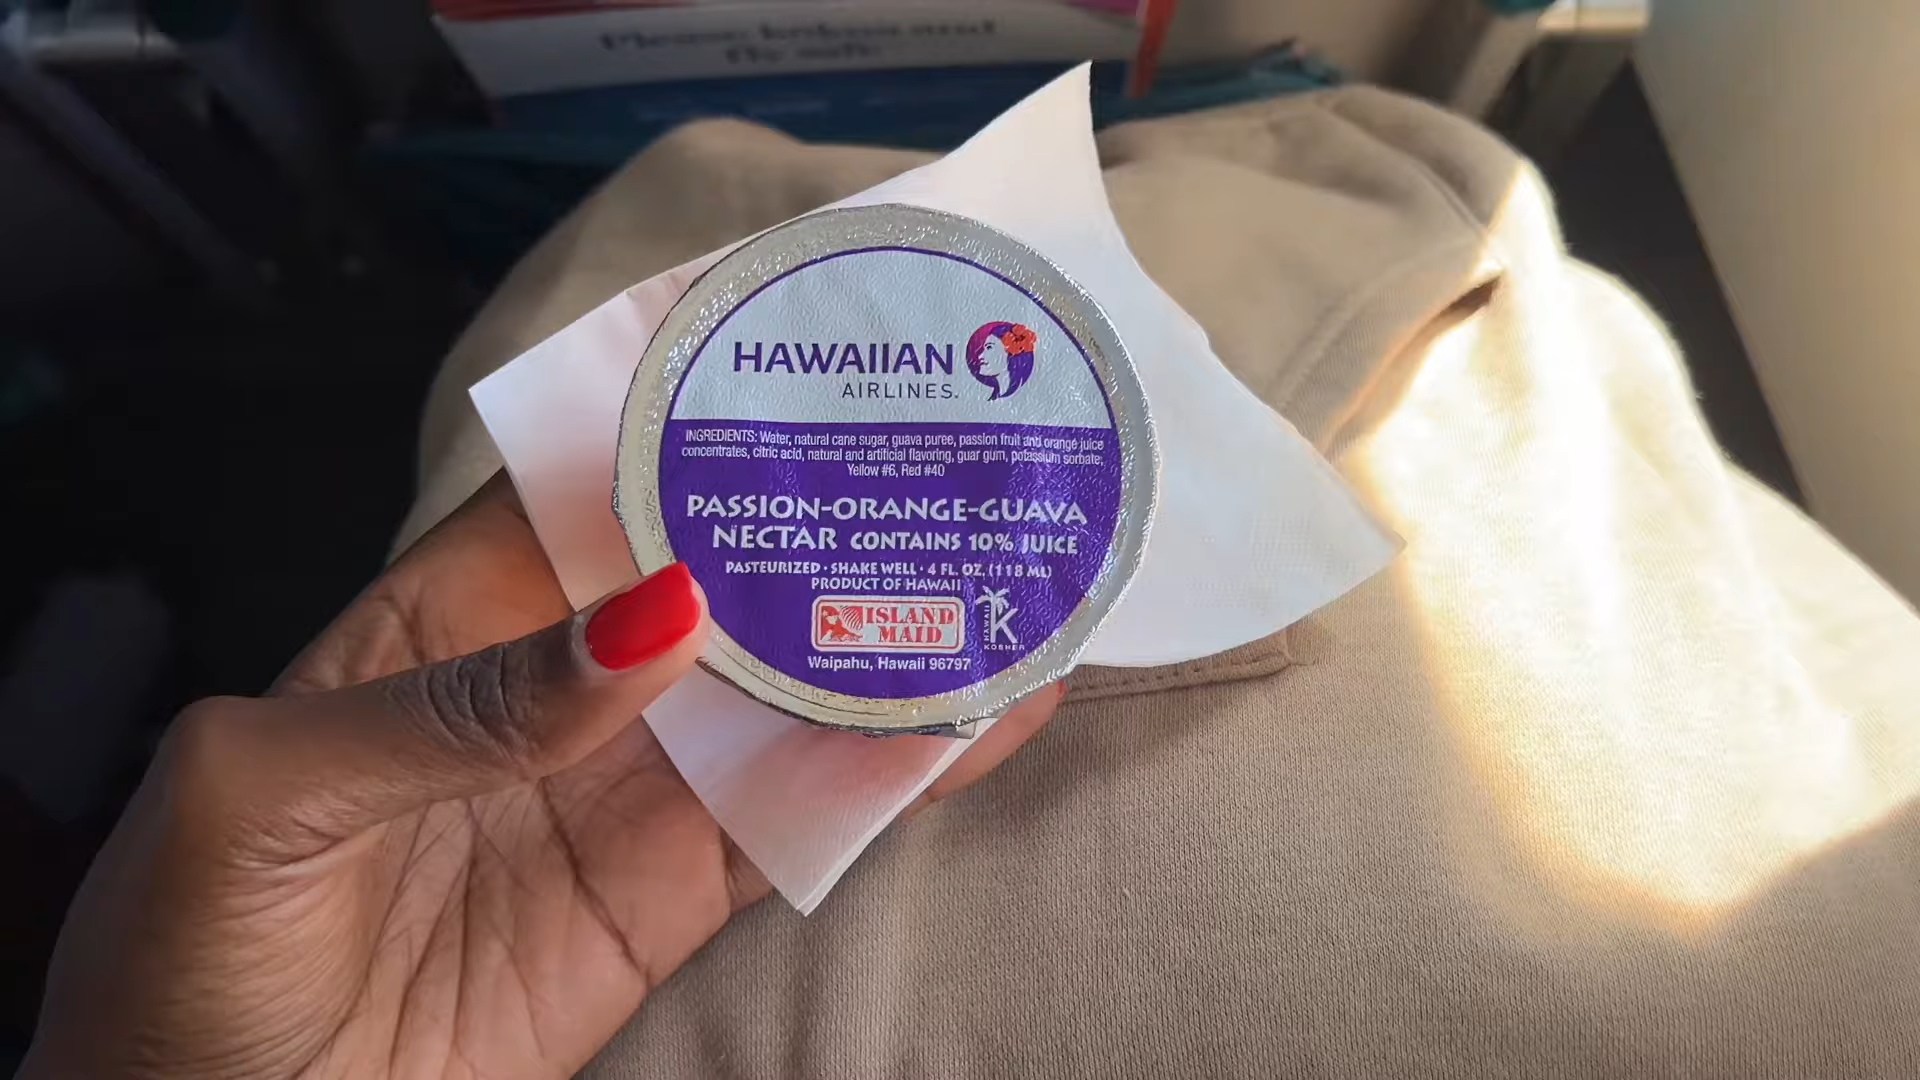 HAWAIIAN
AIRLINES.
INGREDIENTS: Water, natural cane sugar, guava puree, passion fruit and orange juice
concentrates, citric acid, natural and artificial flavoring, guar gum, potassium sorbate,
Yellow #6, Red #40
PASSION-ORANGE-GUAVA
NECTAR CONTAINS 10% JUICE
PASTEURIZED · SHAKE WELL · 4 FL. OZ. (118 ML)
PRODUCT OF HAWAII
ISLAND
MAID
HAWAII
K
KOSHER
Waipahu, Hawaii 96797